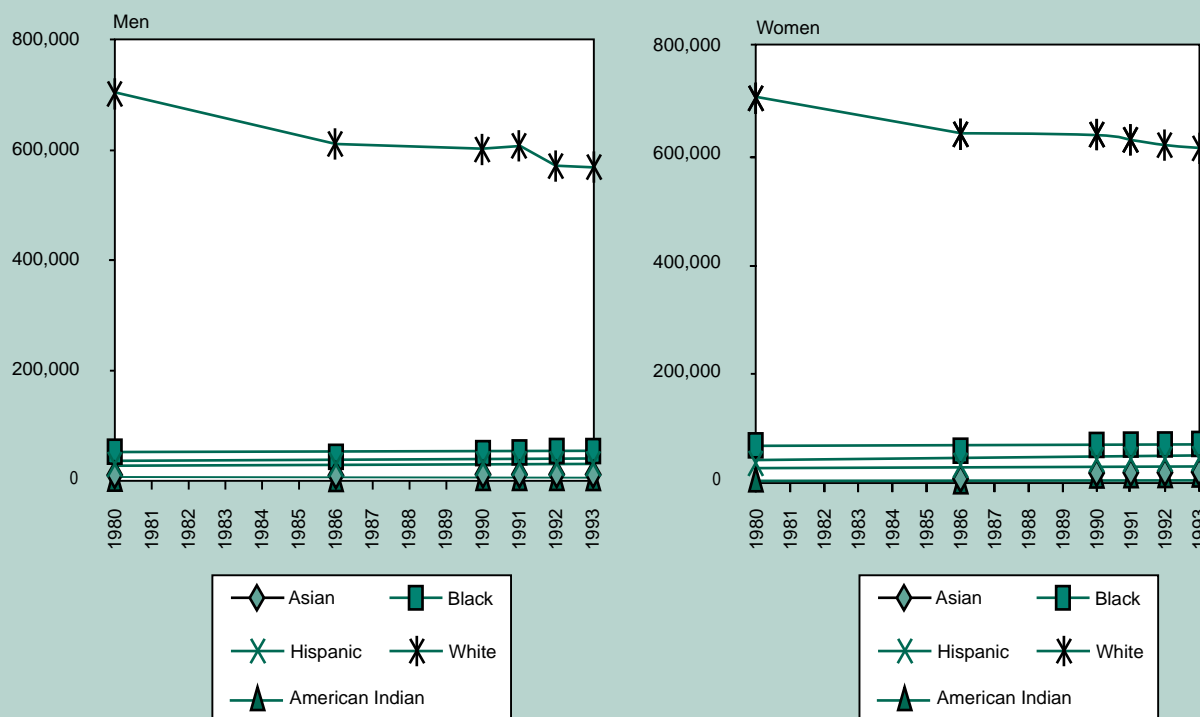 Men
800,000
600,000
400,000
200,000
0
1980 1981 1982 1983 1984 1985 1986 1987 1988 1989 1990 1991 1992 1993
Asian Black
Hispanic White
American Indian
Women
800,000
600,000
400,000
200,000
0
1980 1981 1982 1983 1984 1985 1986 1987 1988 1989 1990 1991 1992 1993
Asian Black
Hispanic White
American Indian